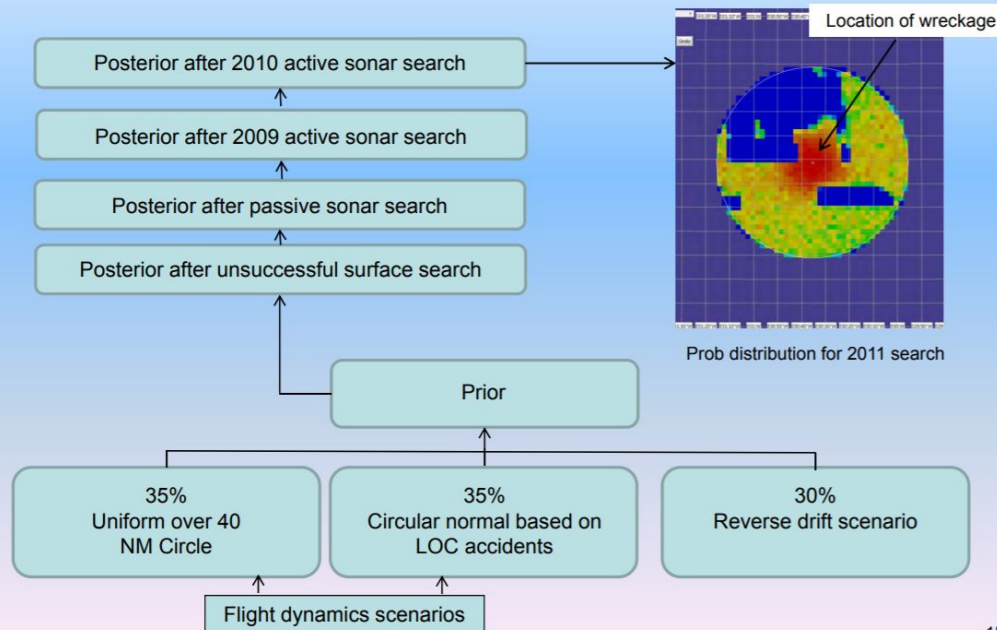 Location of wreckage
Undo
Posterior after 2010 active sonar search
Posterior after 2009 active sonar search
Posterior after passive sonar search
Posterior after unsuccessful surface search
Prob distribution for 2011 search
Prior
35%
Uniform over 40
NM Circle
35%
Circular normal based on
LOC accidents
30%
Reverse drift scenario
Flight dynamics scenarios